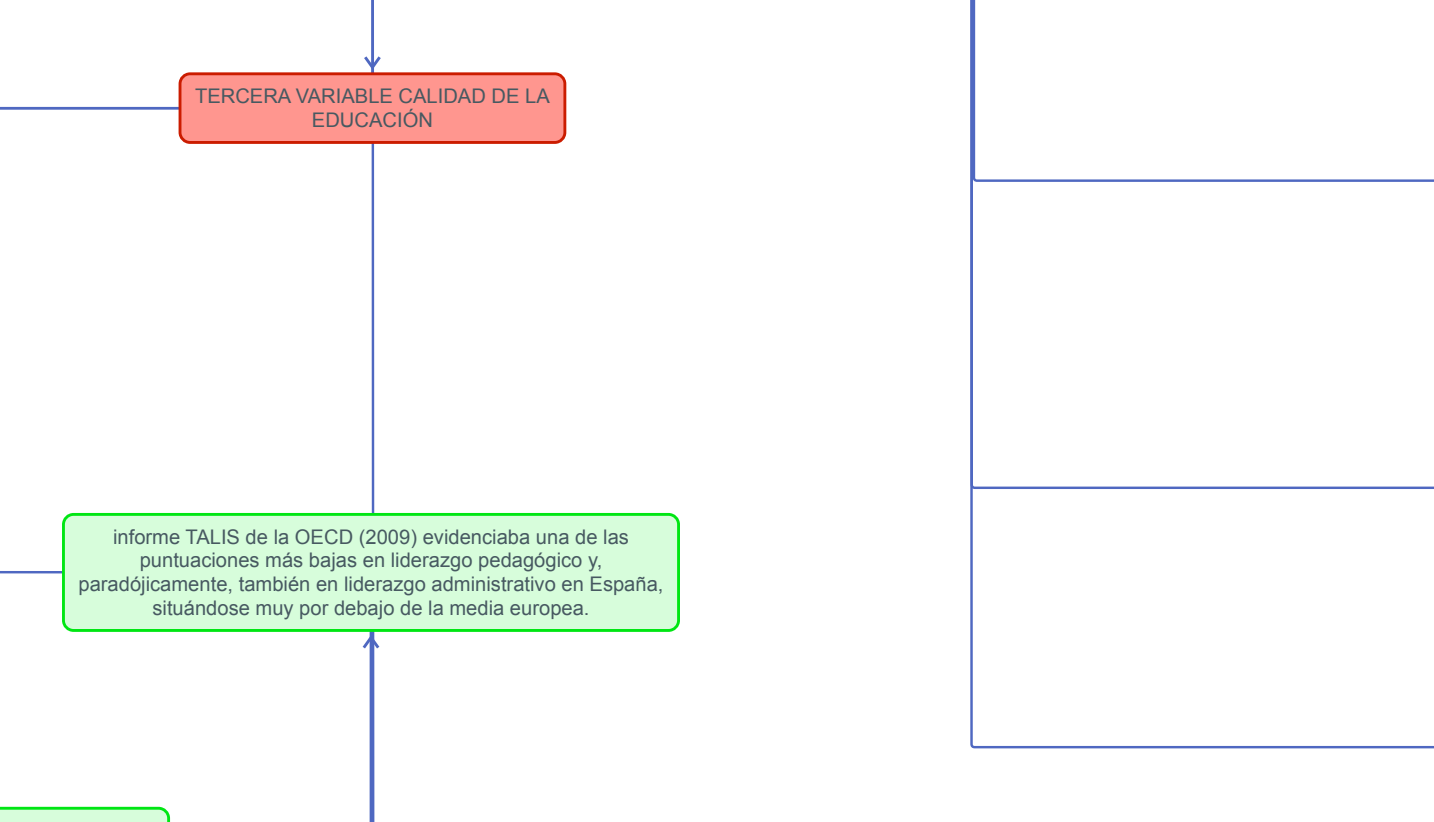 TERCERA VARIABLE CALIDAD DE LA
EDUCACIÓN
informe TALIS de la OECD (2009) evidenciaba una de las
puntuaciones más bajas en liderazgo pedagógico y,
paradójicamente, también en liderazgo administrativo en España,
situándose muy por debajo de la media europea.